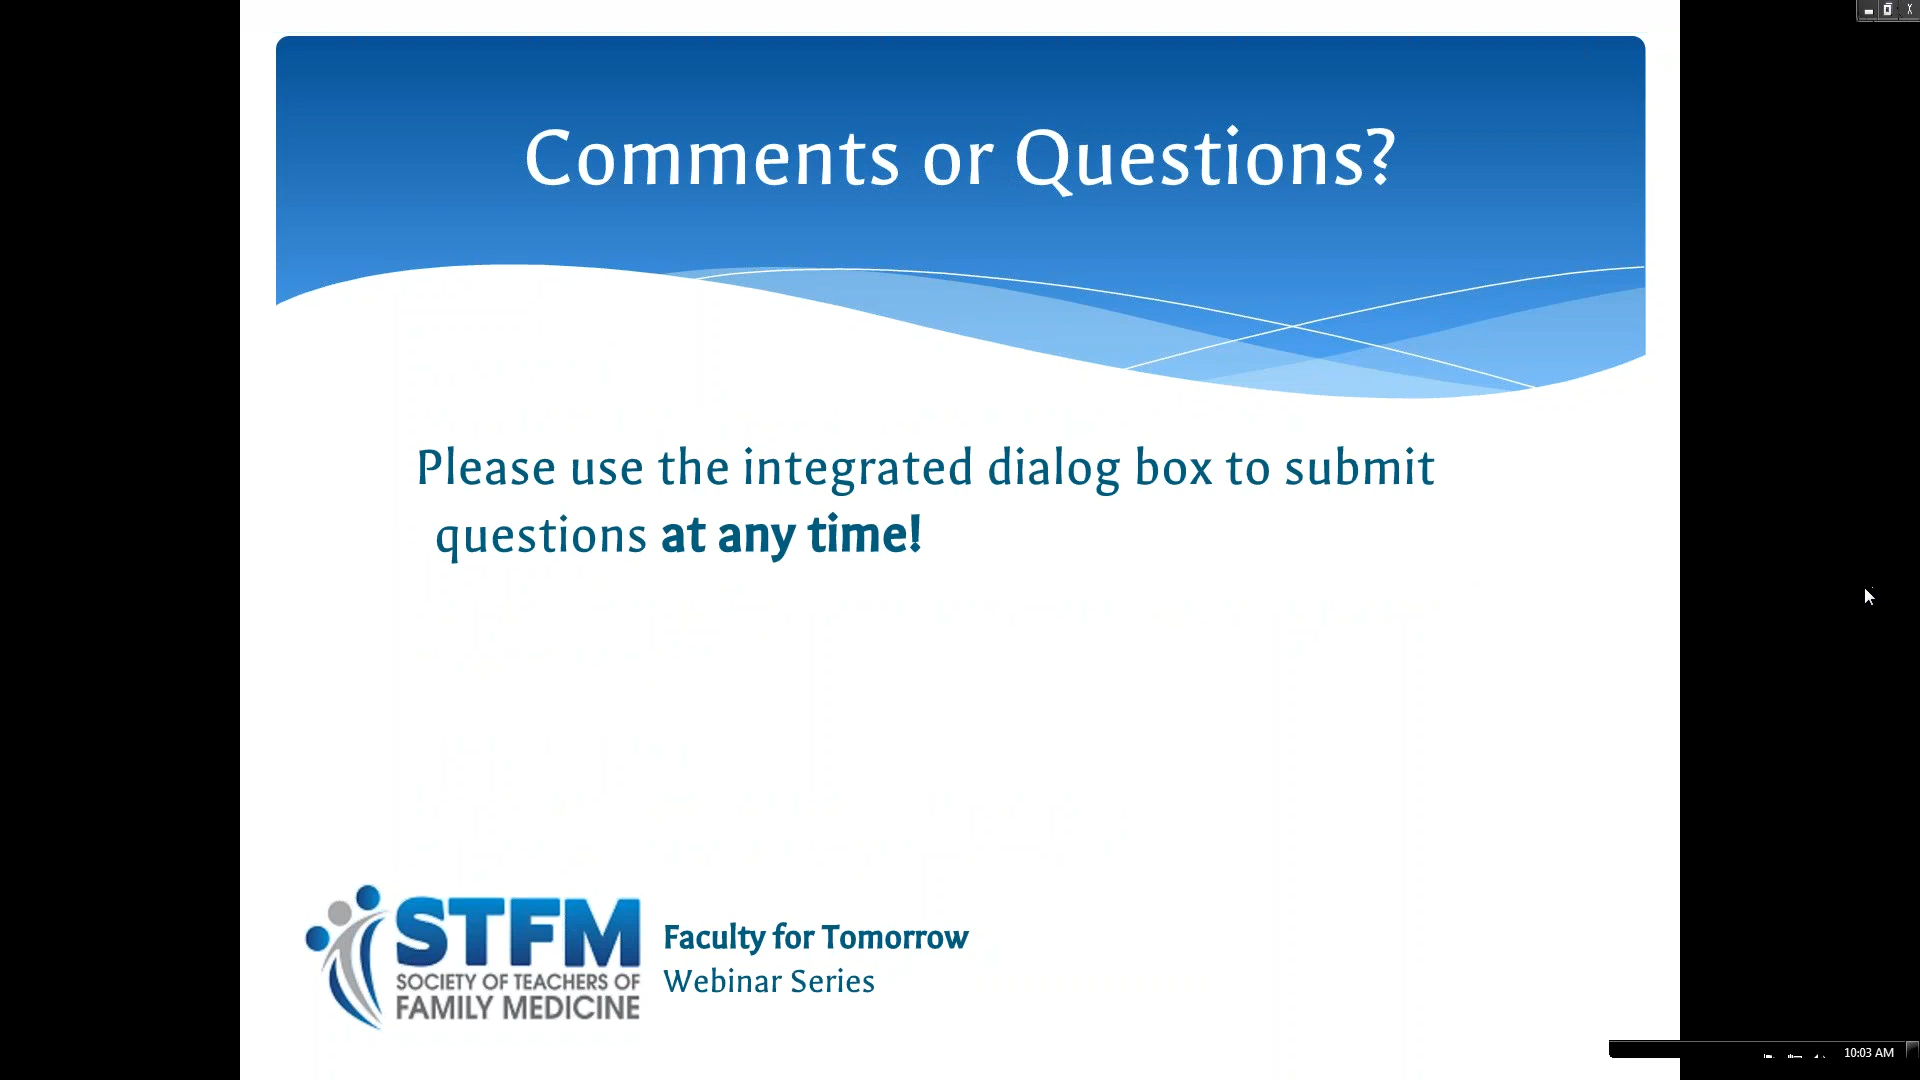 Comments or Questions?
Please use the integrated dialog box to submit
questions at any time!
STFM
SOCIETY OF TEACHERS OF
FAMILY MEDICINE
Faculty for Tomorrow
Webinar Series
10:03 AM